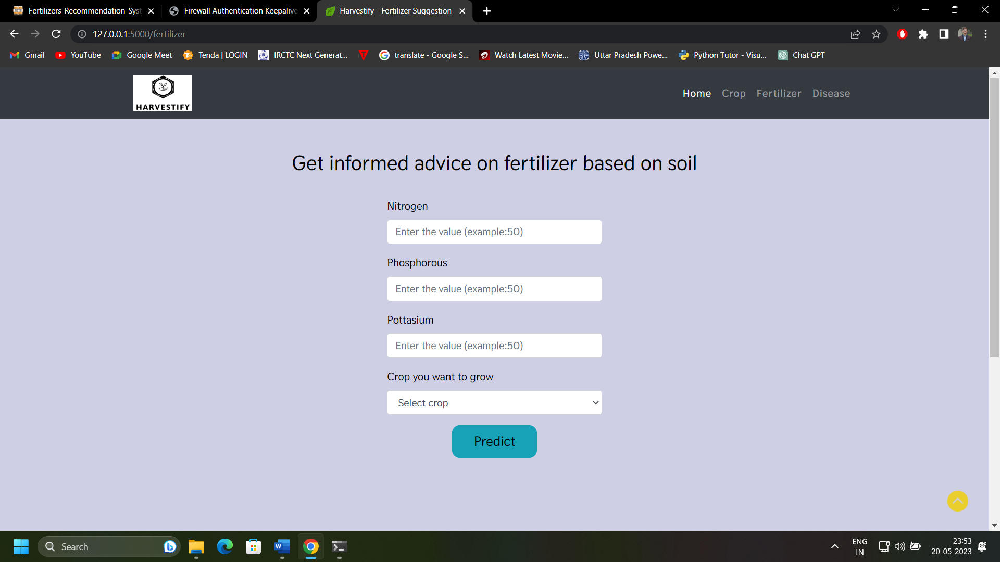 Fertilizers-Recommendation-Syst
Firewall Authentication Keepalive
Harvestify - Fertilizer Suggestion
127.0.0.1:5000/fertilizer
Gmail
YouTube
Google Meet
Tenda | LOGIN
IRCTC Next Generat...
translate - Google S...
Watch Latest Movie...
Uttar Pradesh Powe...
Python Tutor - Visu...
Chat GPT
HARVESTIFY
Home
Crop
Fertilizer
Disease
Get informed advice on fertilizer based on soil
Nitrogen
Enter the value (example:50)
Phosphorous
Enter the value (example:50)
Pottasium
Enter the value (example:50)
Crop you want to grow
Select crop
Predict
Search
ENG
IN
23:53
20-05-2023